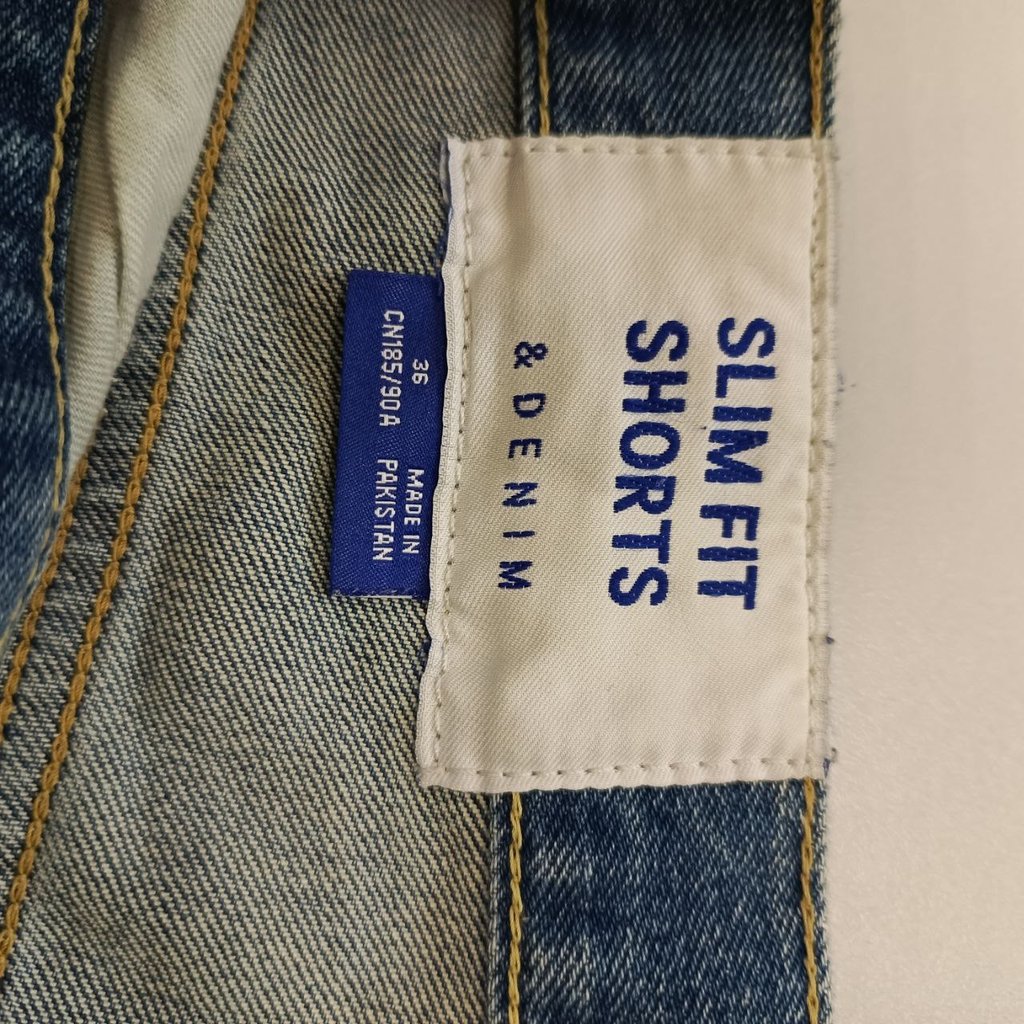 SLIM FIT
SHORTS
& DENIM
36
CN185/90A
MADE IN
PAKISTAN